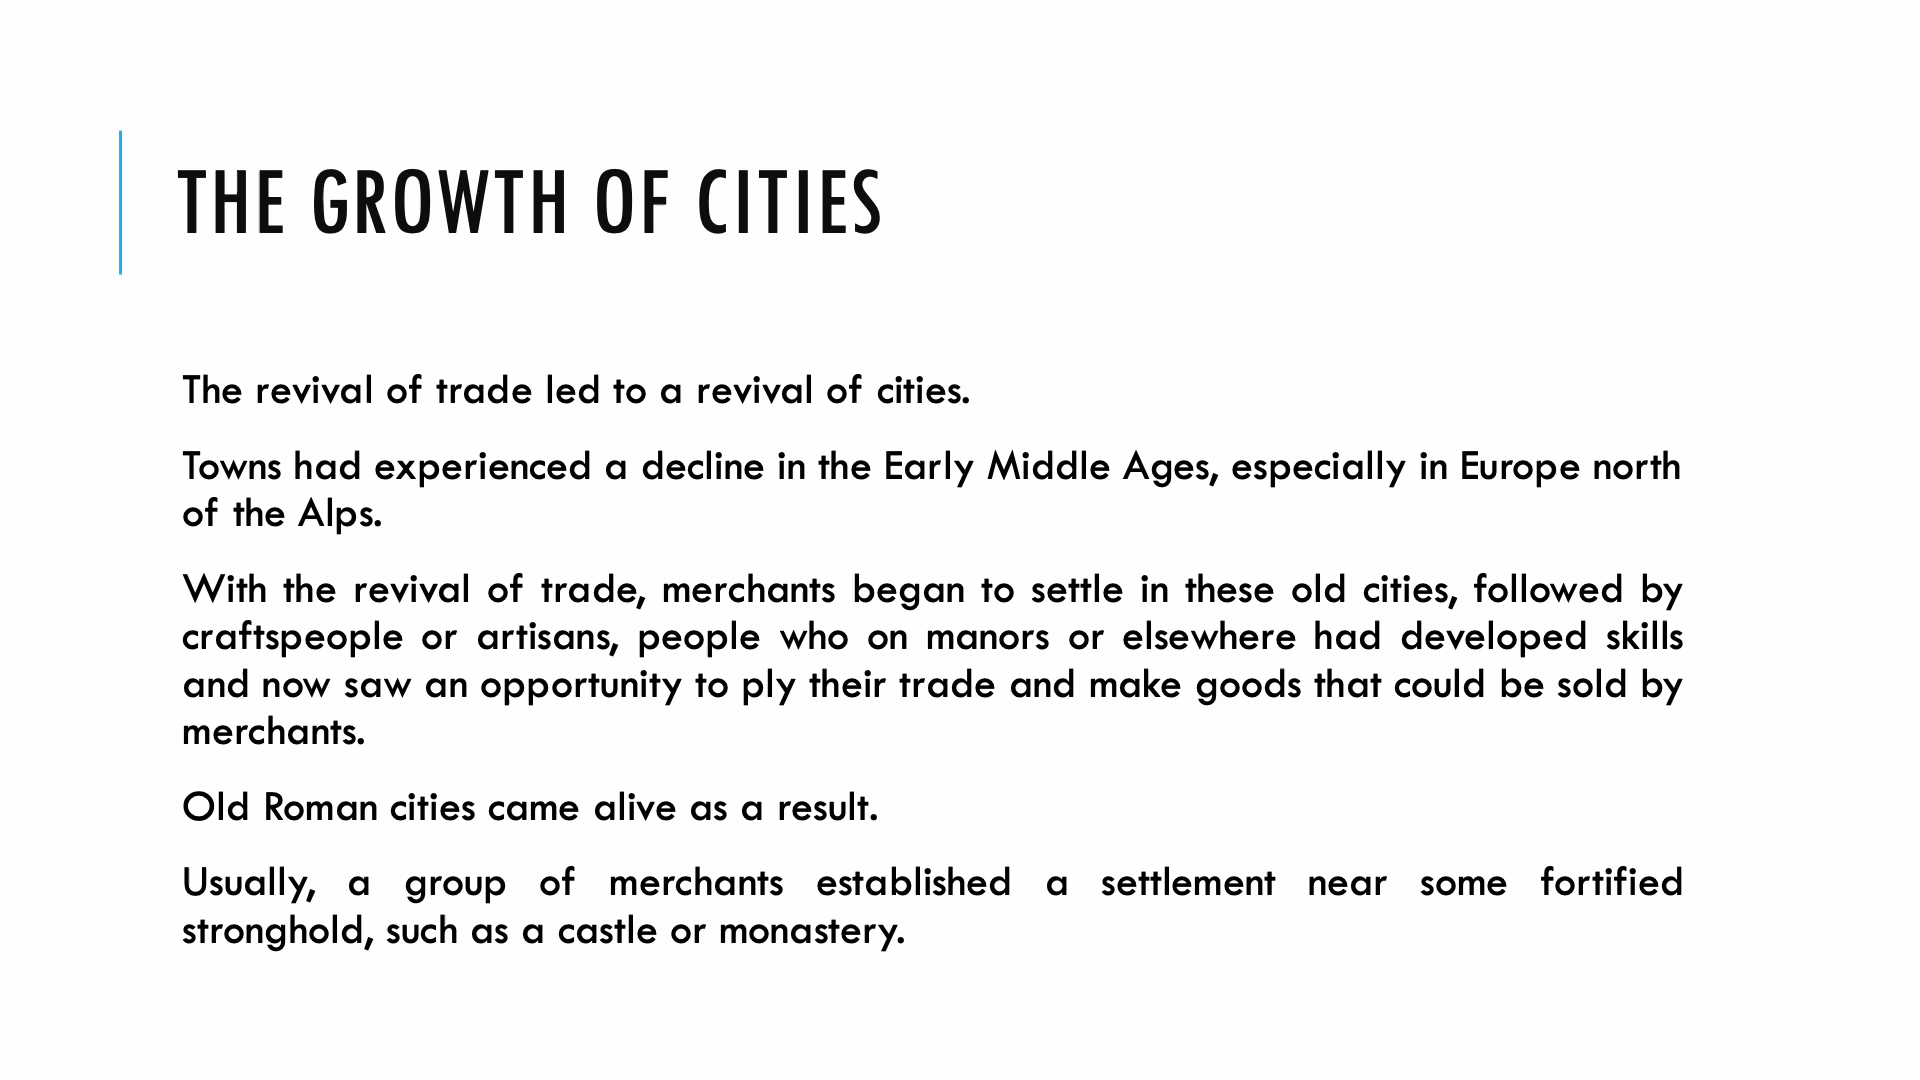 THE GROWTH OF CITIES
The revival of trade led to a revival of cities.
Towns had experienced a decline in the Early Middle Ages, especially in Europe north
of the Alps.
With the revival of trade, merchants began to settle in these old cities, followed by
craftspeople or artisans, people who on manors or elsewhere had developed skills
and now saw an opportunity to ply their trade and make goods that could be sold by
merchants.
Old Roman cities came alive as a result.
Usually, a group of merchants established a settlement near some fortified
stronghold, such as a castle or monastery.